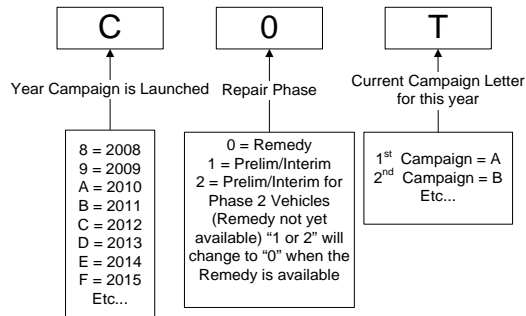 C 0 T
Year Campaign is Launched
Repair Phase
Current Campaign Letter
for this year
8 = 2008
9 = 2009
A = 2010
B = 2011
C = 2012
D = 2013
E = 2014
F = 2015
Etc...
0 = Remedy
1 = Prelim/Interim
2 = Prelim/Interim for
Phase 2 Vehicles
(Remedy not yet
available) “1 or 2” will
change to “0” when the
Remedy is available
1st Campaign = A
2nd Campaign = B
Etc...